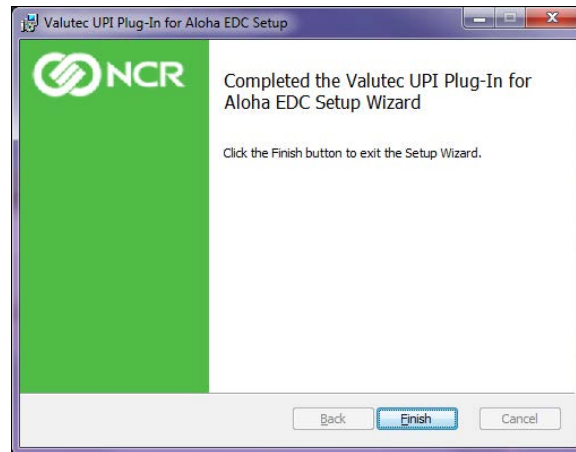 Valutec UPI Plug-In for Aloha EDC Setup
NCR
Completed the Valutec UPI Plug-In for
Aloha EDC Setup Wizard
Click the Finish button to exit the Setup Wizard.
Back Finish Cancel